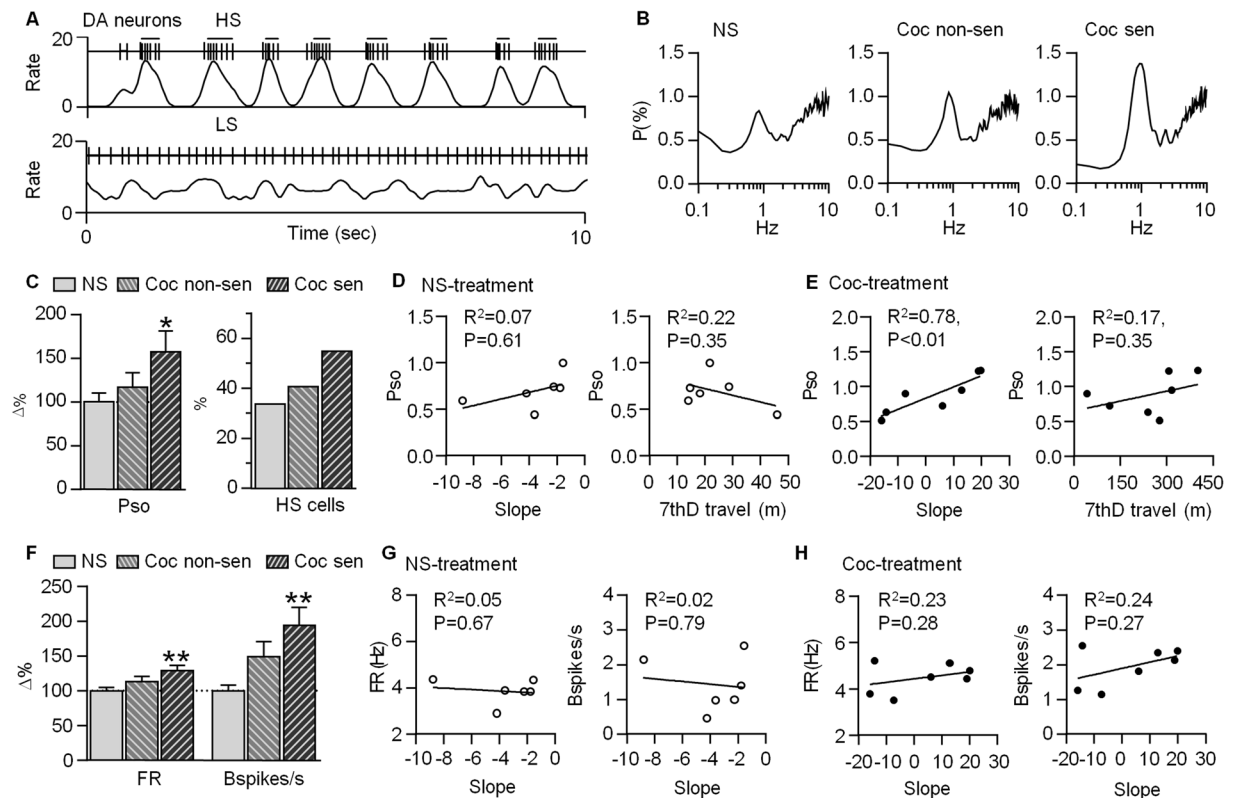 A
DA neurons HS
20
Rate
0
LS
20
Rate
0
0 Time (sec) 10
B
NS Coc non-sen Coc sen
1.5 1.5 1.5
1.0 1.0 1.0
P(%)
0.5 0.5 0.5
0.0 0.0 0.0
0.1 1 10 0.1 1 10 0.1 1 10
Hz Hz Hz
C NS Coc non-sen Coc sen
200
150
100
50
0
Δ%
*
Pso
60
40
20
0
%
HS cells
D NS-treatment
R²=0.07
P=0.61
1.5
1.0
0.5
0.0
Pso
-10 -8 -6 -4 -2 0
Slope
R²=0.22
P=0.35
1.5
1.0
0.5
0.0
Pso
0 10 20 30 40 50
7thD travel (m)
E Coc-treatment
R²=0.78,
P<0.01
2.0
1.5
1.0
0.5
0.0
Pso
-20 -10 0 10 20 30
Slope
R²=0.17,
P=0.35
2.0
1.5
1.0
0.5
0.0
Pso
0 150 300 450
7thD travel (m)
F NS Coc non-sen Coc sen
250
200
150
100
50
0
Δ%
** **
FR Bspikes/s
G NS-treatment
R²=0.05
P=0.67
8
6
4
2
FR(Hz)
-10 -8 -6 -4 -2 0
Slope
R²=0.02
P=0.79
4
3
2
1
0
Bspikes/s
-10 -8 -6 -4 -2 0
Slope
H Coc-treatment
R²=0.23
P=0.28
8
6
4
2
FR(Hz)
-20 -10 0 10 20 30
Slope
R²=0.24
P=0.27
4
3
2
1
0
Bspikes/s
-20 -10 0 10 20 30
Slope